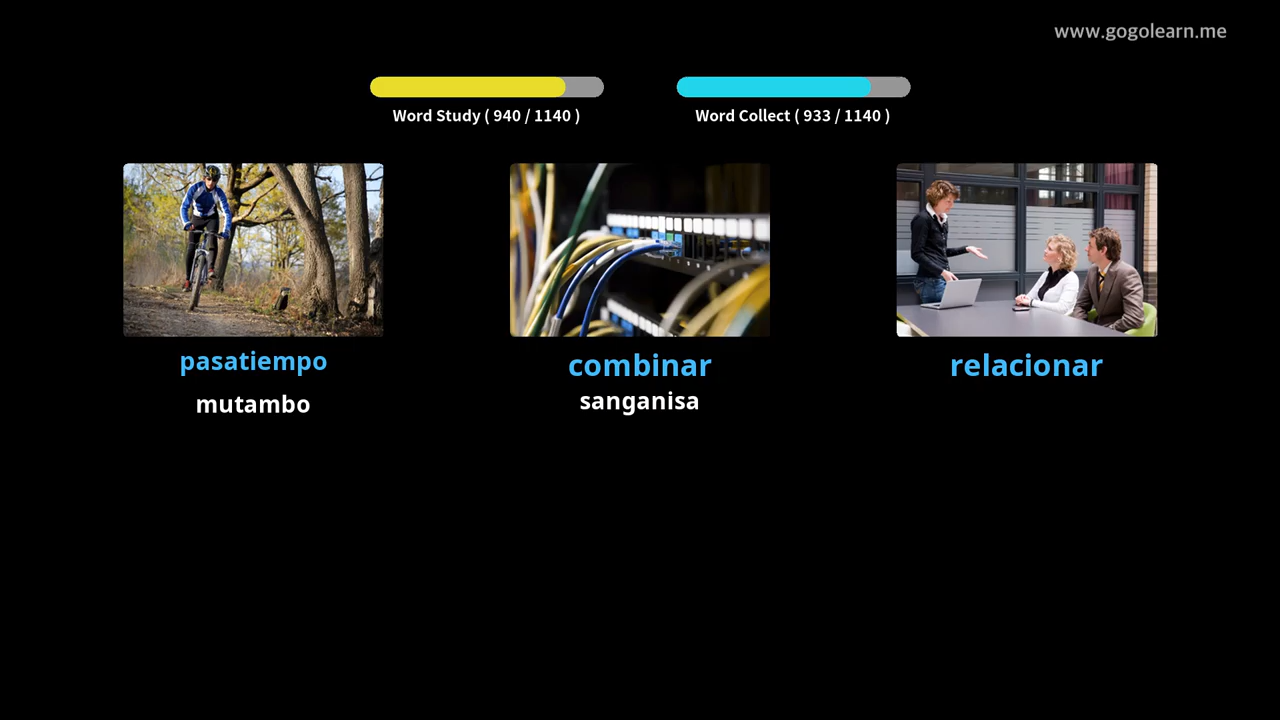 www.gogolearn.me
Word Study ( 940 / 1140 )
Word Collect ( 933 / 1140 )
pasatiempo
mutambo
combinar
sanganisa
relacionar